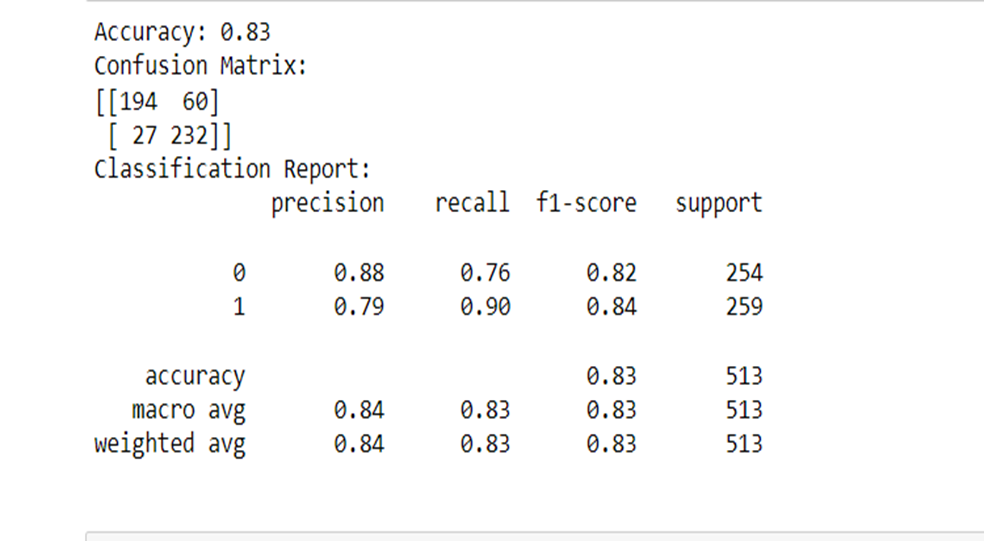 Accuracy: 0.83
Confusion Matrix:
[[194  60]
 [ 27 232]]
Classification Report:
              precision    recall  f1-score   support

           0       0.88      0.76      0.82       254
           1       0.79      0.90      0.84       259

    accuracy                           0.83       513
   macro avg       0.84      0.83      0.83       513
weighted avg       0.84      0.83      0.83       513